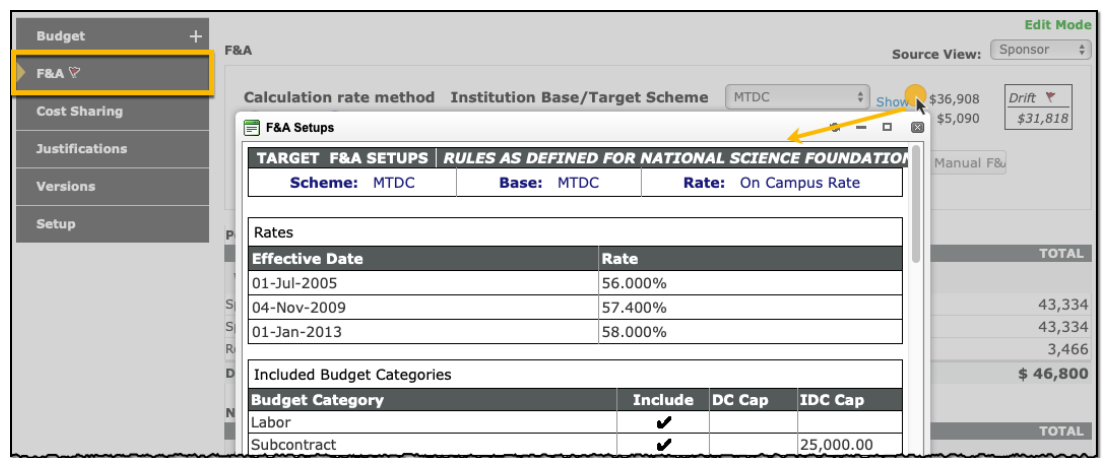 Edit Mode
Budget +
F&A
Source View: Sponsor
F&A
Calculation rate method Institution Base/Target Scheme MTDC Show $36,908 Drift
Cost Sharing
$5,090 $31,818
F&A Setups
Justifications
TARGET F&A SETUPS RULES AS DEFINED FOR NATIONAL SCIENCE FOUNDATION
Manual F&
Versions
Scheme: MTDC Base: MTDC Rate: On Campus Rate
Setup
Rates
Effective Date Rate TOTAL
01-Jul-2005 56.000%
04-Nov-2009 57.400% 43,334
01-Jan-2013 58.000% 43,334
3,466
Included Budget Categories $ 46,800
Budget Category Include DC Cap IDC Cap
Labor ✔
TOTAL
Subcontract ✔ 25,000.00